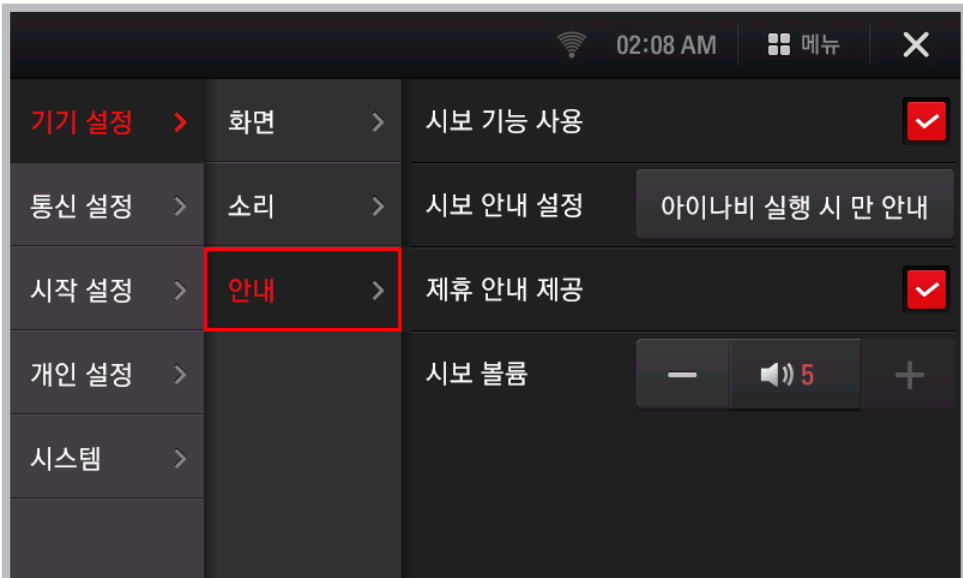 02:08 AM 메뉴
기기 설정
통신 설정
시작 설정
개인 설정
시스템
화면
소리
안내
시보 기능 사용
시보 안내 설정 아이나비 실행 시 만 안내
제휴 안내 제공
시보 볼륨 5